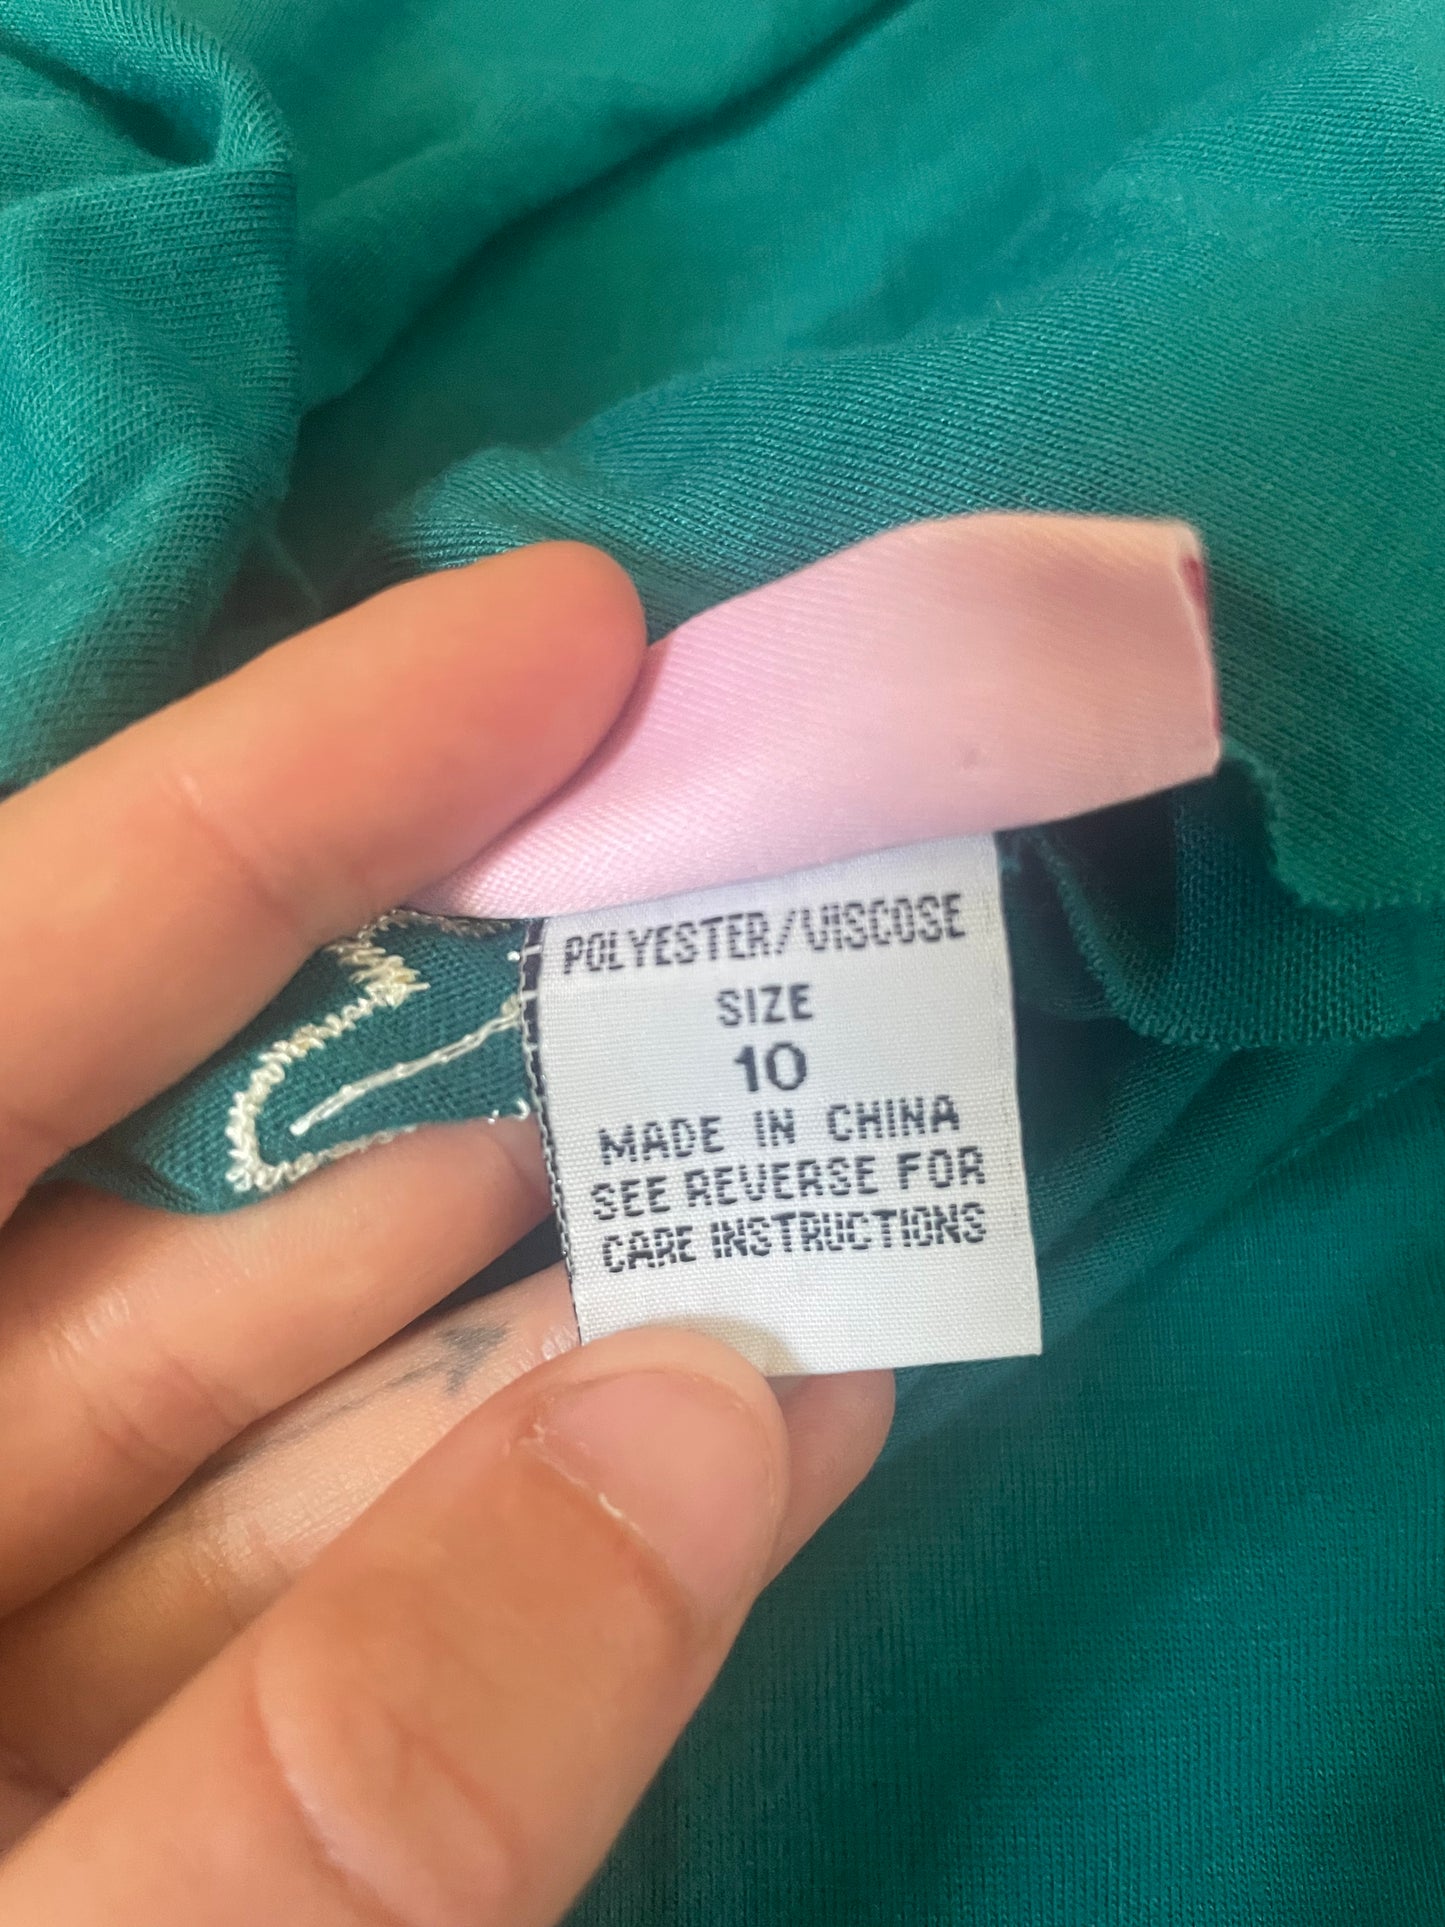 POLYESTER/VISCOSE
SIZE
10
MADE IN CHINA
SEE REVERSE FOR
CARE INSTRUCTIONS